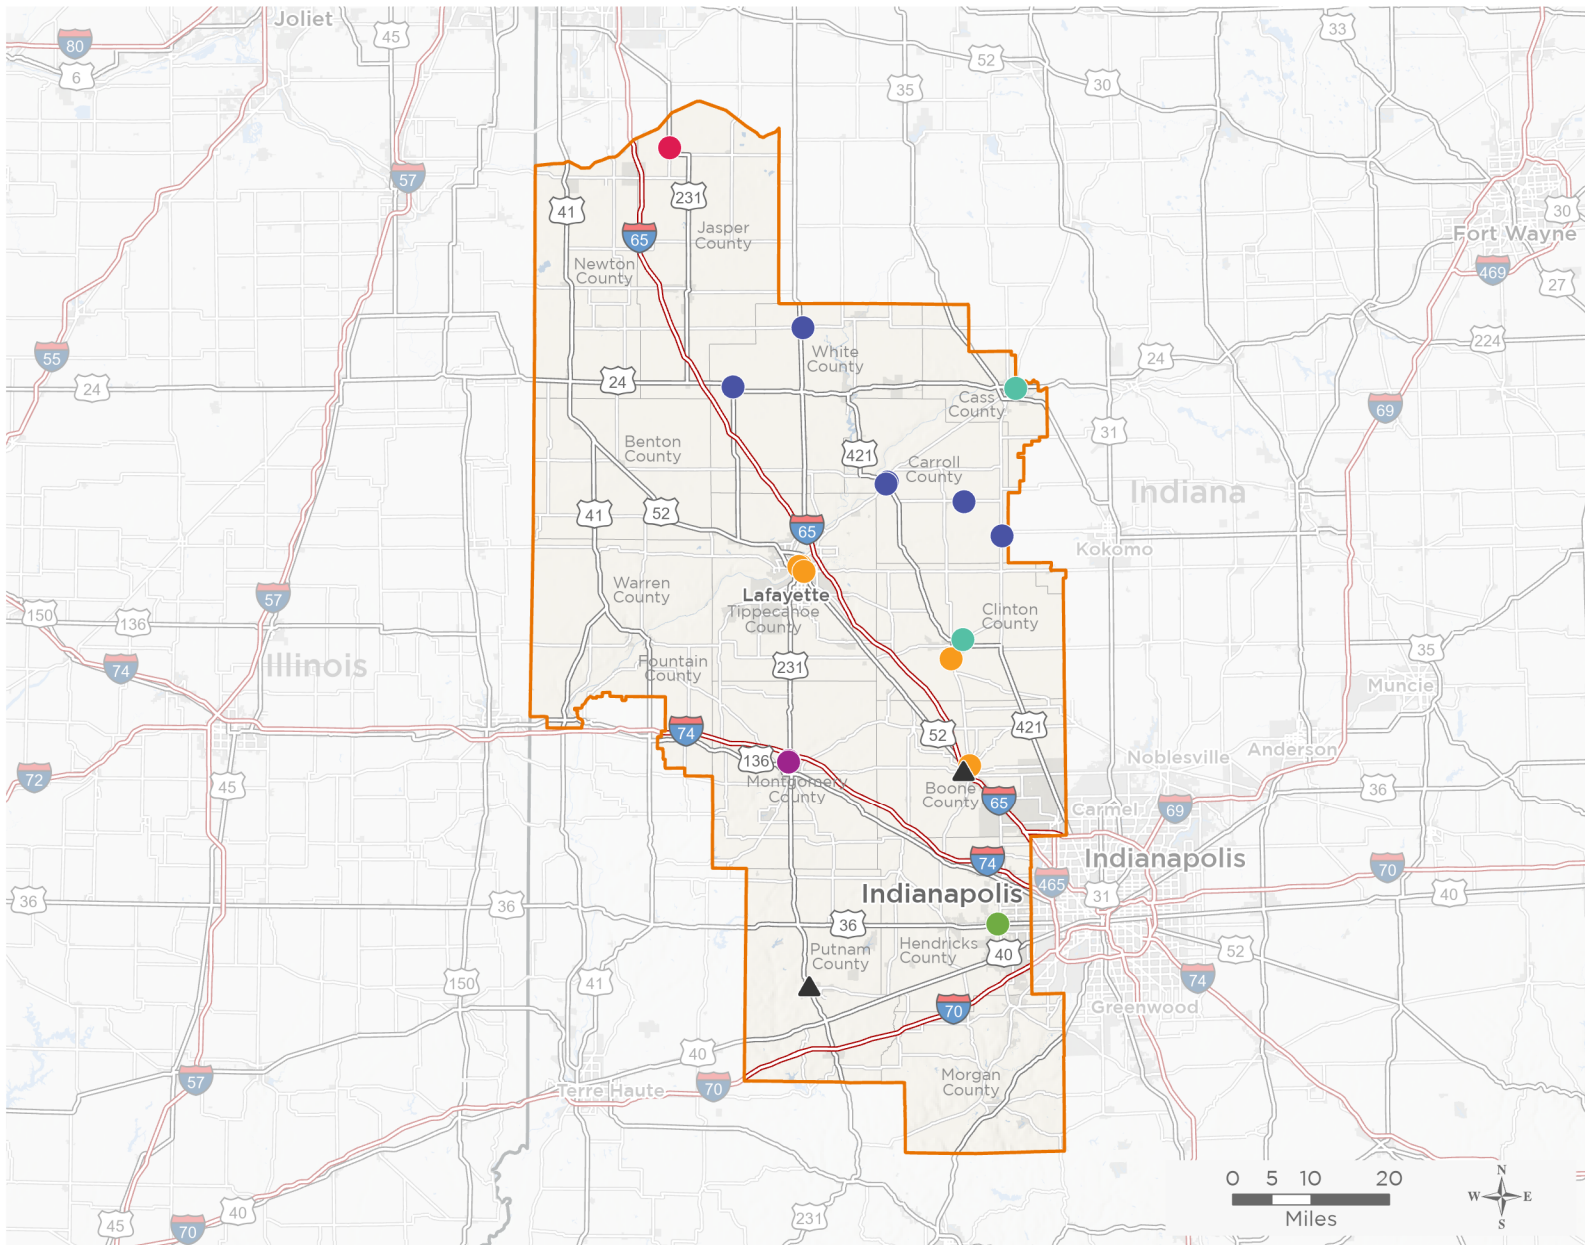 Joliet
80
45
6
33
52
30
35
57
41
231
65
Jasper
County
Newton
County
30
Fort Wayne
469
27
55
24
24
White
County
24
224
Cass
County
69
31
Benton
County
421
Carroll
County
Indiana
41
52
65
Kokomo
57
Warren
County
Lafayette
Tippecanoe
County
Clinton
County
150
136
74
Illinois
Fountain
County
231
35
Muncie
74
52
421
Noblesville
Anderson
72
45
136
Montgomery
County
Boone
County
65
36
Carmel
69
74
Indianapolis
70
465
31
40
Indianapolis
36
36
36
Putnam
County
Hendricks
County
40
52
74
150
41
70
Greenwood
40
57
70
Terre Haute
Morgan
County
45
40
70
231
0 5 10 20
Miles
N
W E
S